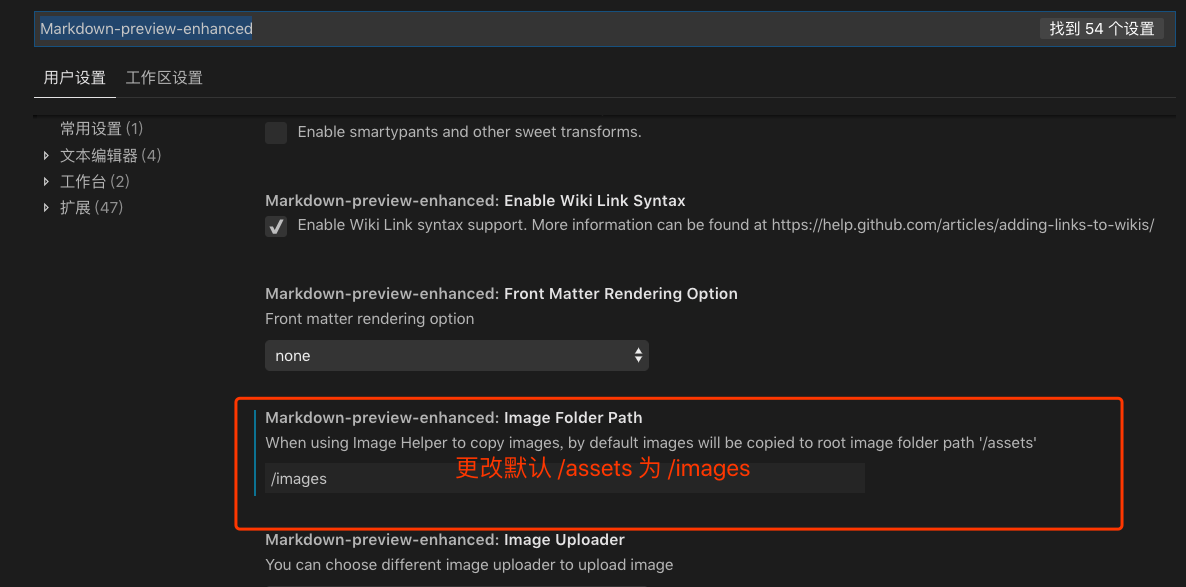 Markdown-preview-enhanced
找到 54 个设置
用户设置
工作区设置
常用设置 (1)
文本编辑器 (4)
工作台 (2)
扩展 (47)
Enable smartypants and other sweet transforms.
Markdown-preview-enhanced: Enable Wiki Link Syntax
Enable Wiki Link syntax support. More information can be found at https://help.github.com/articles/adding-links-to-wikis/
Markdown-preview-enhanced: Front Matter Rendering Option
Front matter rendering option
none
Markdown-preview-enhanced: Image Folder Path
When using Image Helper to copy images, by default images will be copied to root image folder path '/assets'
更改默认 /assets 为 /images
/images
Markdown-preview-enhanced: Image Uploader
You can choose different image uploader to upload image